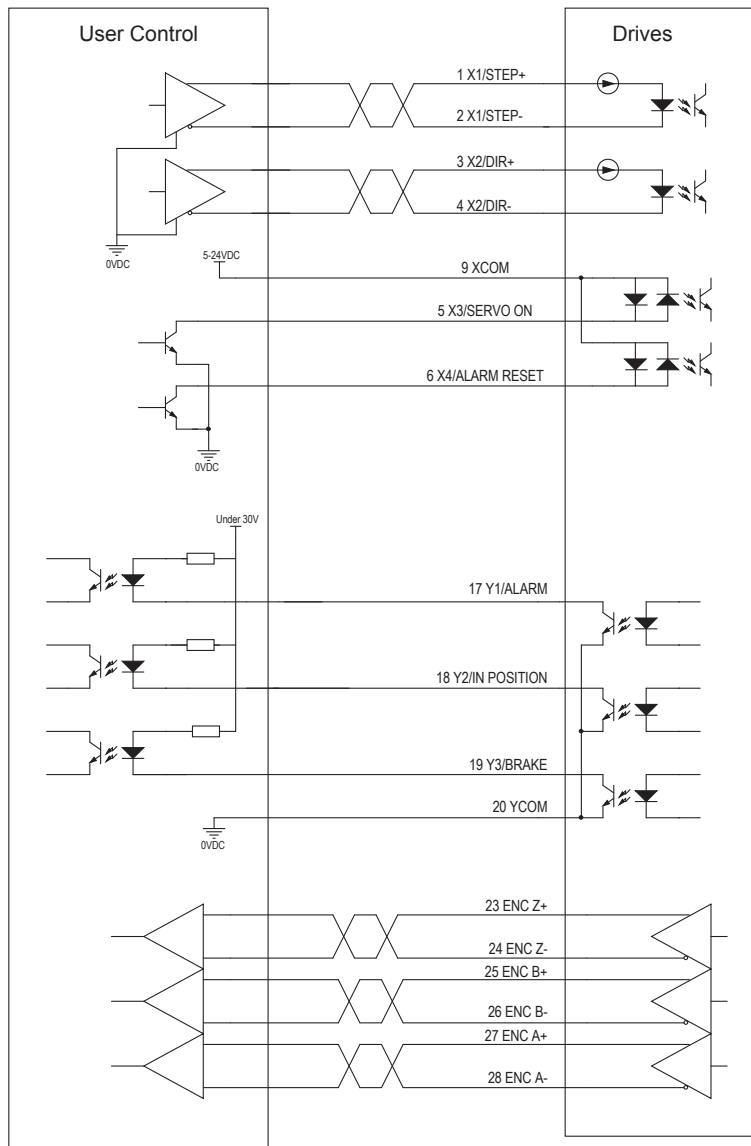 User Control
Drives
1 X1/STEP+
2 X1/STEP-
3 X2/DIR+
4 X2/DIR-
0VDC
5-24VDC
9 XCOM
5 X3/SERVO ON
6 X4/ALARM RESET
0VDC
Under 30V
17 Y1/ALARM
18 Y2/IN POSITION
19 Y3/BRAKE
20 YCOM
0VDC
23 ENC Z+
24 ENC Z-
25 ENC B+
26 ENC B-
27 ENC A+
28 ENC A-